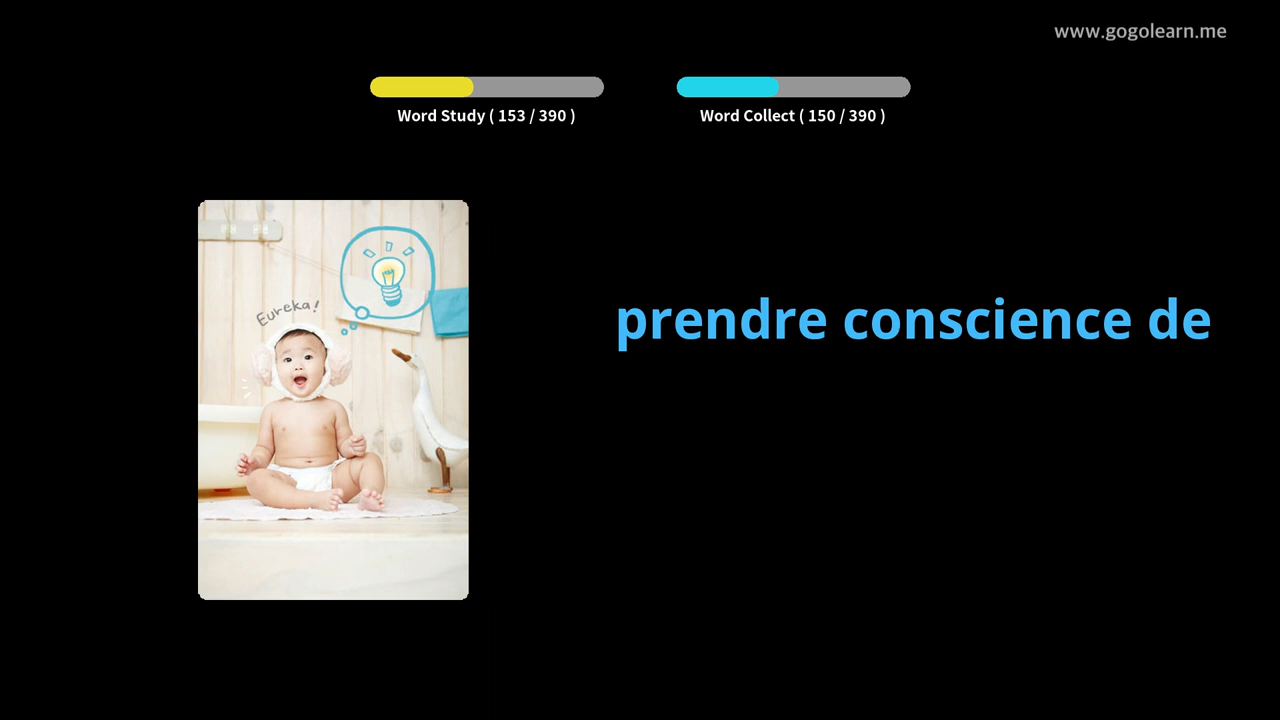 www.gogolearn.me
Word Study ( 153 / 390 )
Word Collect ( 150 / 390 )
Eureka!
prendre conscience de